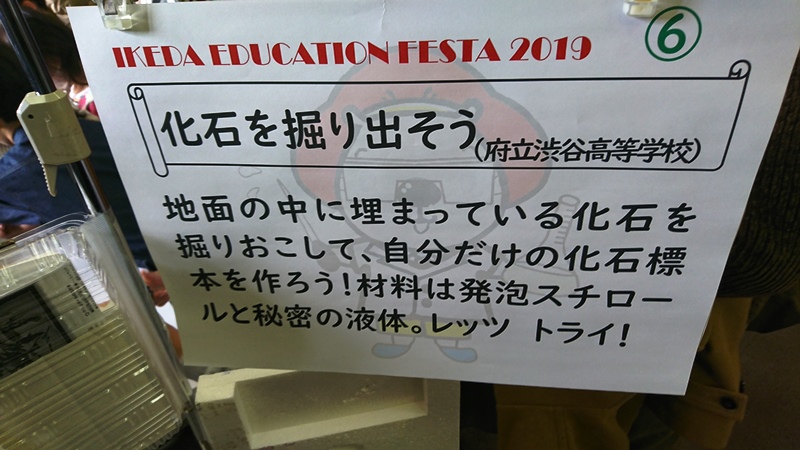 IKEDA EDUCATION FESTA 2019
⑥
化石を掘り出そう(府立渋谷高等学校)
地面の中に埋まっている化石を
掘りおこして、自分だけの化石標
本を作ろう!材料は発泡スチロー
ルと秘密の液体。レッツ トライ!